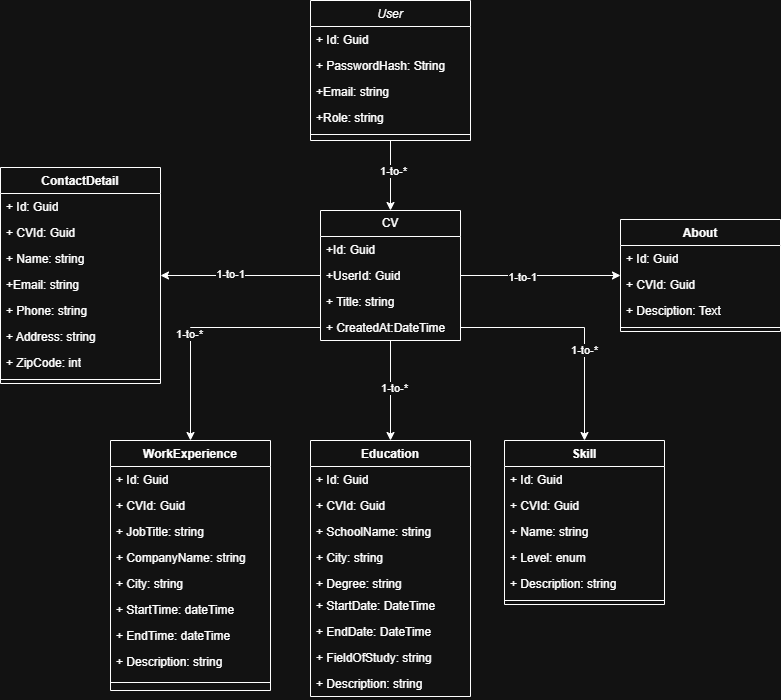 User
+ Id: Guid
+ PasswordHash: String
+Email: string
+Role: string
1-to-*
ContactDetail
+ Id: Guid
+ CVId: Guid
+ Name: string
+Email: string
+ Phone: string
+ Address: string
+ ZipCode: int
1-to-1
CV
+Id: Guid
+UserId: Guid
+ Title: string
+ CreatedAt:DateTime
1-to-1
About
+ Id: Guid
+ CVId: Guid
+ Desciption: Text
1-to-*
1-to-*
1-to-*
WorkExperience
+ Id: Guid
+ CVId: Guid
+ JobTitle: string
+ CompanyName: string
+ City: string
+ StartTime: dateTime
+ EndTime: dateTime
+ Description: string
Education
+ Id: Guid
+ CVId: Guid
+ SchoolName: string
+ City: string
+ Degree: string
+ StartDate: DateTime
+ EndDate: DateTime
+ FieldOfStudy: string
+ Description: string
Skill
+ Id: Guid
+ CVId: Guid
+ Name: string
+ Level: enum
+ Description: string